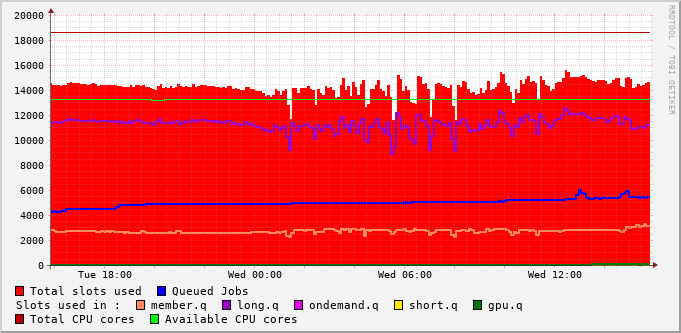 20000
18000
16000
14000
12000
10000
8000
6000
4000
2000
0
Tue 18:00 Wed 00:00 Wed 06:00 Wed 12:00
RRDTOOL / TOBI OETIKER
Total slots used Queued Jobs
Slots used in : member.q long.q ondemand.q short.q gpu.q
Total CPU cores Available CPU cores